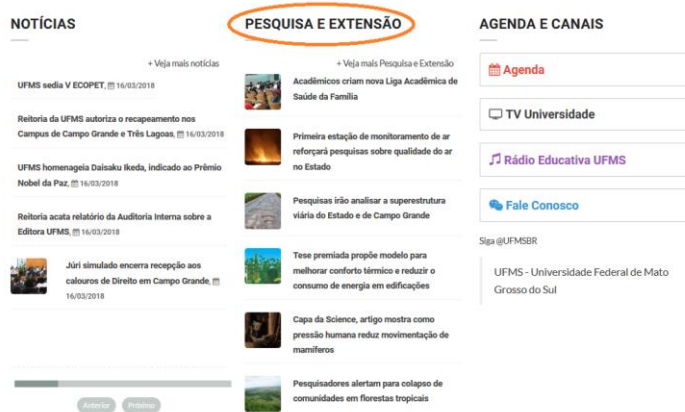 NOTÍCIAS
+ Veja mais notícias
UFMS sedia V ECOPET, 16/03/2018
Reitoria da UFMS autoriza o recapeamento nos
Campus de Campo Grande e Três Lagoas, 16/03/2018
UFMS homenageia Daisaku Ikeda, indicado ao Prêmio
Nobel da Paz, 16/03/2018
Reitoria acata relatório da Auditoria Interna sobre a
Editora UFMS, 16/03/2018
Júri simulado encerra recepção aos
calouros de Direito em Campo Grande,
16/03/2018
Anterior
Próximo
PESQUISA E EXTENSÃO
+ Veja mais Pesquisa e Extensão
Acadêmicos criam nova Liga Acadêmica de
Saúde da Família
Primeira estação de monitoramento de ar
reforçará pesquisas sobre qualidade do ar
no Estado
Pesquisas irão analisar a superestrutura
viária do Estado e de Campo Grande
Tese premiada propõe modelo para
melhorar conforto térmico e reduzir o
consumo de energia em edificações
Capa da Science, artigo mostra como
pressão humana reduz movimentação de
mamíferos
Pesquisadores alertam para colapso de
comunidades em florestas tropicais
AGENDA E CANAIS
Agenda
TV Universidade
Rádio Educativa UFMS
Fale Conosco
Siga @UFMSBR
UFMS - Universidade Federal de Mato
Grosso do Sul